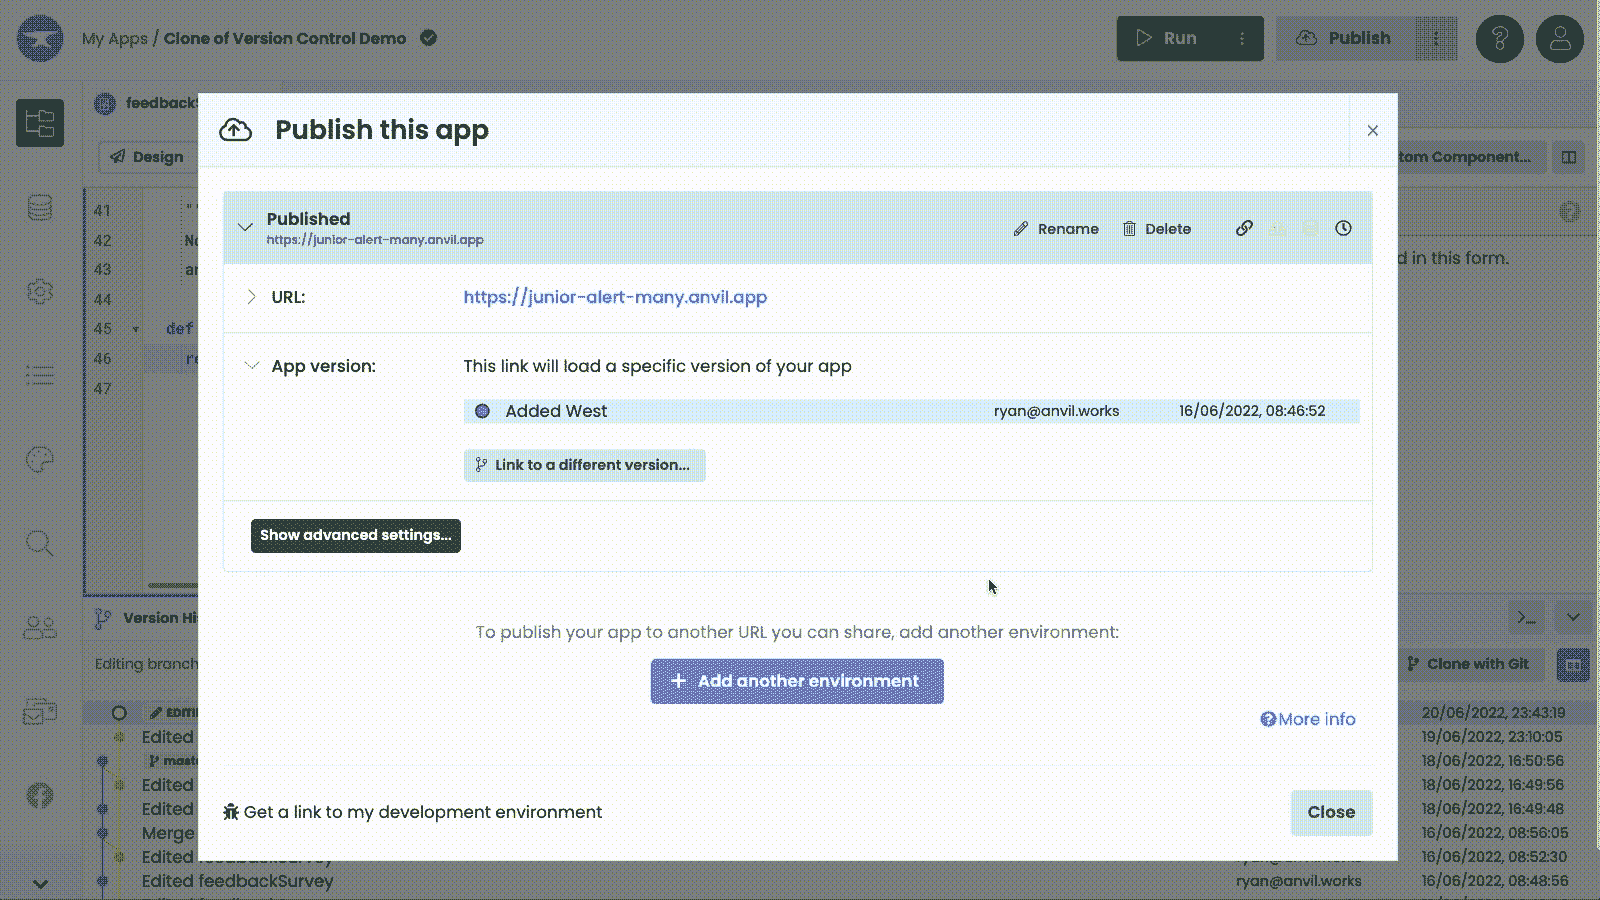 My Apps / Clone of Version Control Demo
Run
Publish
feedback
Publish this app
Design
tom Component...
Published
https://junior-alert-many.anvil.app
Rename
Delete
41
42
43
44
45 def
46
47
d in this form.
URL:
https://junior-alert-many.anvil.app
App version:
This link will load a specific version of your app
Added West
ryan@anvil.works
16/06/2022, 08:46:52
Link to a different version...
Show advanced settings...
To publish your app to another URL you can share, add another environment:
+ Add another environment
More info
Version Hi
Editing branch
Clone with Git
EDITI
20/06/2022, 23:43:19
Edited
19/06/2022, 23:10:05
mast
18/06/2022, 16:50:56
Edited
18/06/2022, 16:49:56
Edited
18/06/2022, 16:49:48
Merge
16/06/2022, 08:56:05
Get a link to my development environment
Close
Edited feedbackSurvey
16/06/2022, 08:52:30
Edited feedbackSurvey
ryan@anvil.works
16/06/2022, 08:48:56